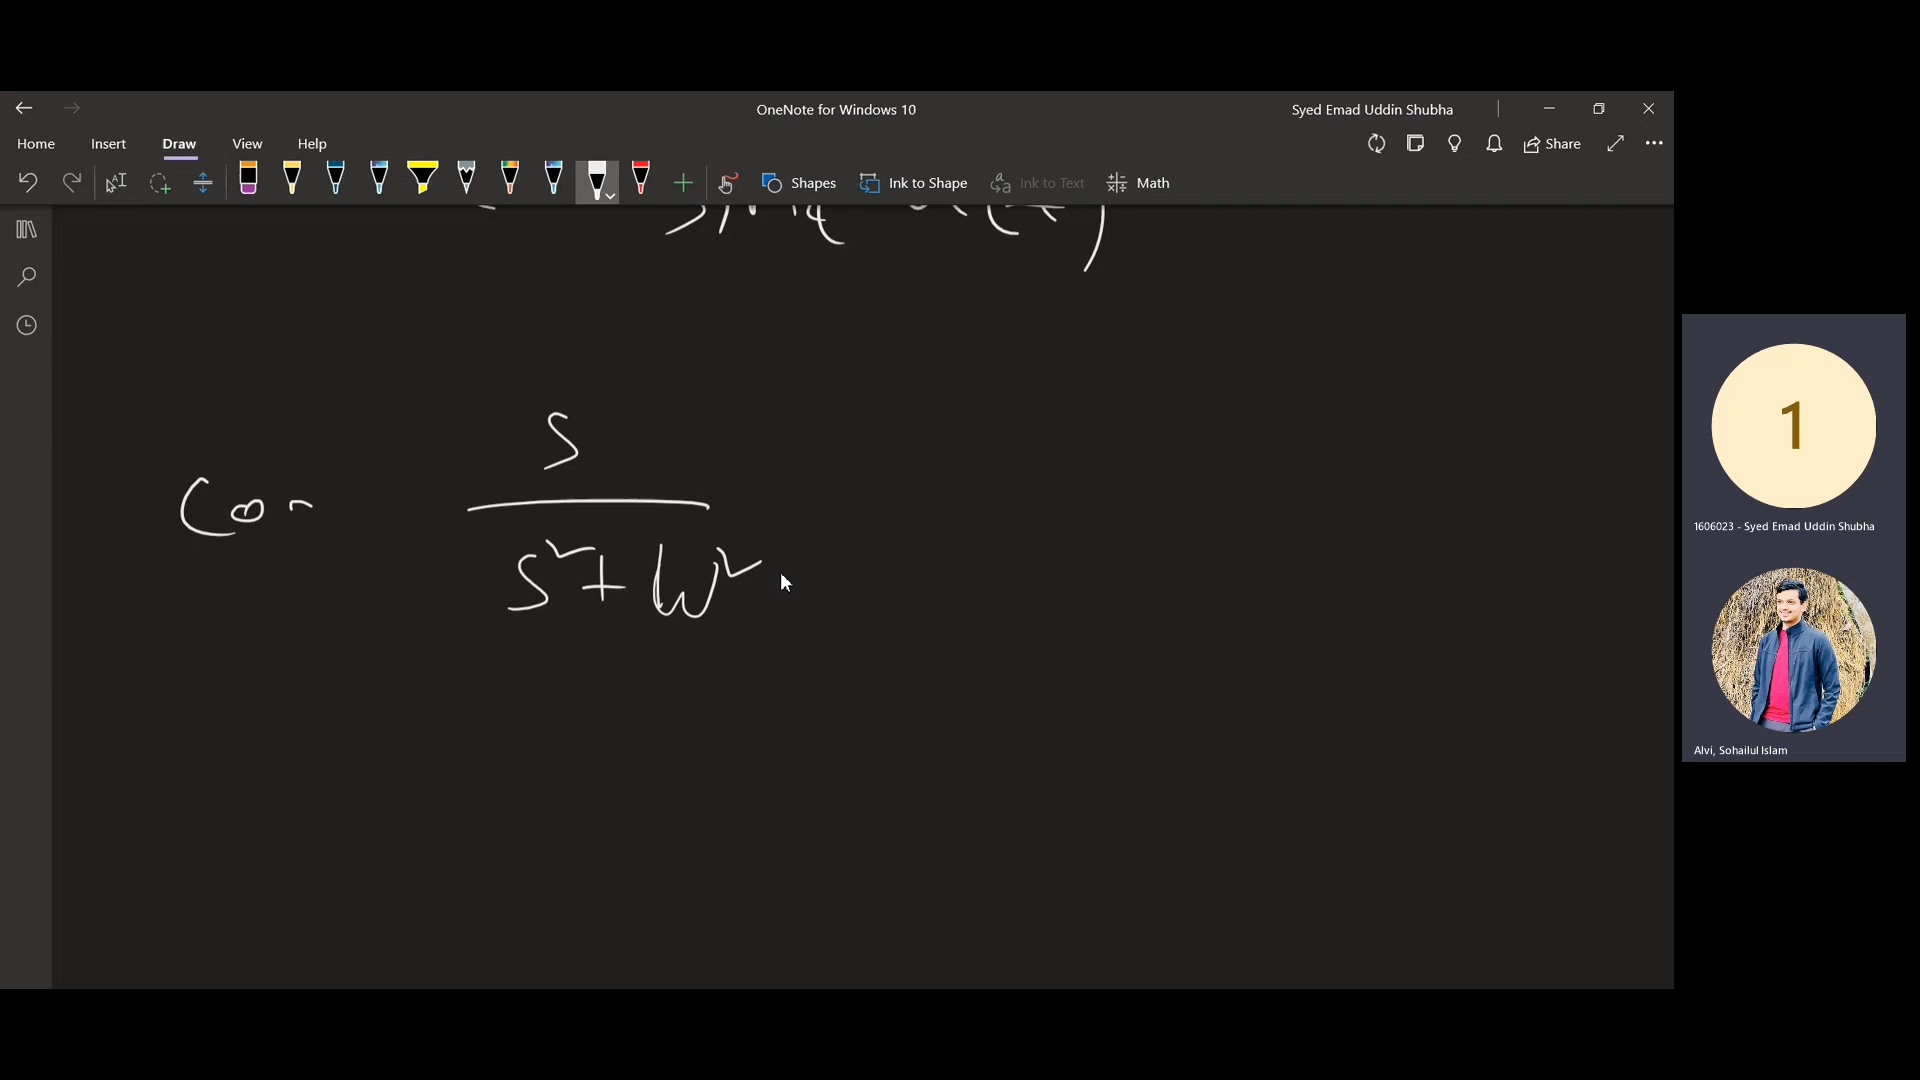 OneNote for Windows 10
Syed Emad Uddin Shubha
Home Insert Draw View Help
Share
Shapes Ink to Shape Ink to Text Math
S
S² + W²
1
1606023 - Syed Emad Uddin Shubha
Alvi, Sohailul Islam